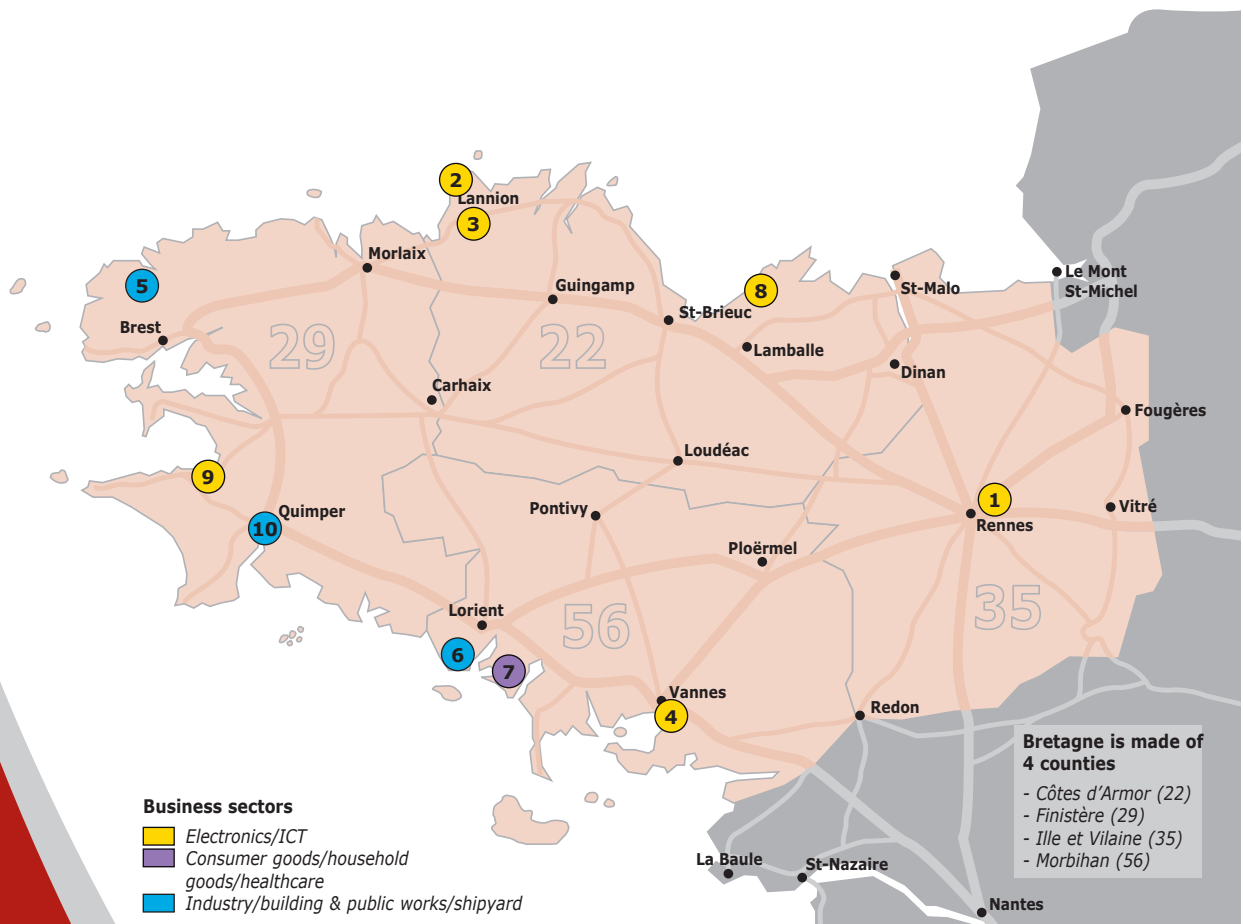 2
Lannion
3
Morlaix
5
Guingamp
8
St-Malo
Le Mont
St-Michel
St-Brieuc
Brest
29
22
Lamballe
Dinan
Carhaix
Fougères
Loudéac
9
Quimper
10
Pontivy
1
Rennes
Vitré
Ploërmel
Lorient
56
35
6
7
Vannes
4
Redon
Bretagne is made of
4 counties
- Côtes d'Armor (22)
- Finistère (29)
- Ille et Vilaine (35)
- Morbihan (56)
Business sectors
Electronics/ICT
Consumer goods/household
goods/healthcare
Industry/building & public works/shipyard
La Baule
St-Nazaire
Nantes